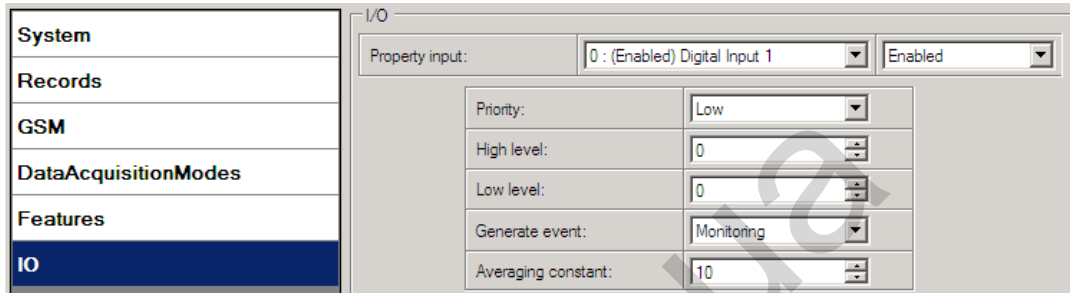 System
Records
GSM
DataAcquisitionModes
Features
IO
I/O
Property input: 0 : (Enabled) Digital Input 1 Enabled
Priority: Low
High level: 0
Low level: 0
Generate event: Monitoring
Averaging constant: 10
ua